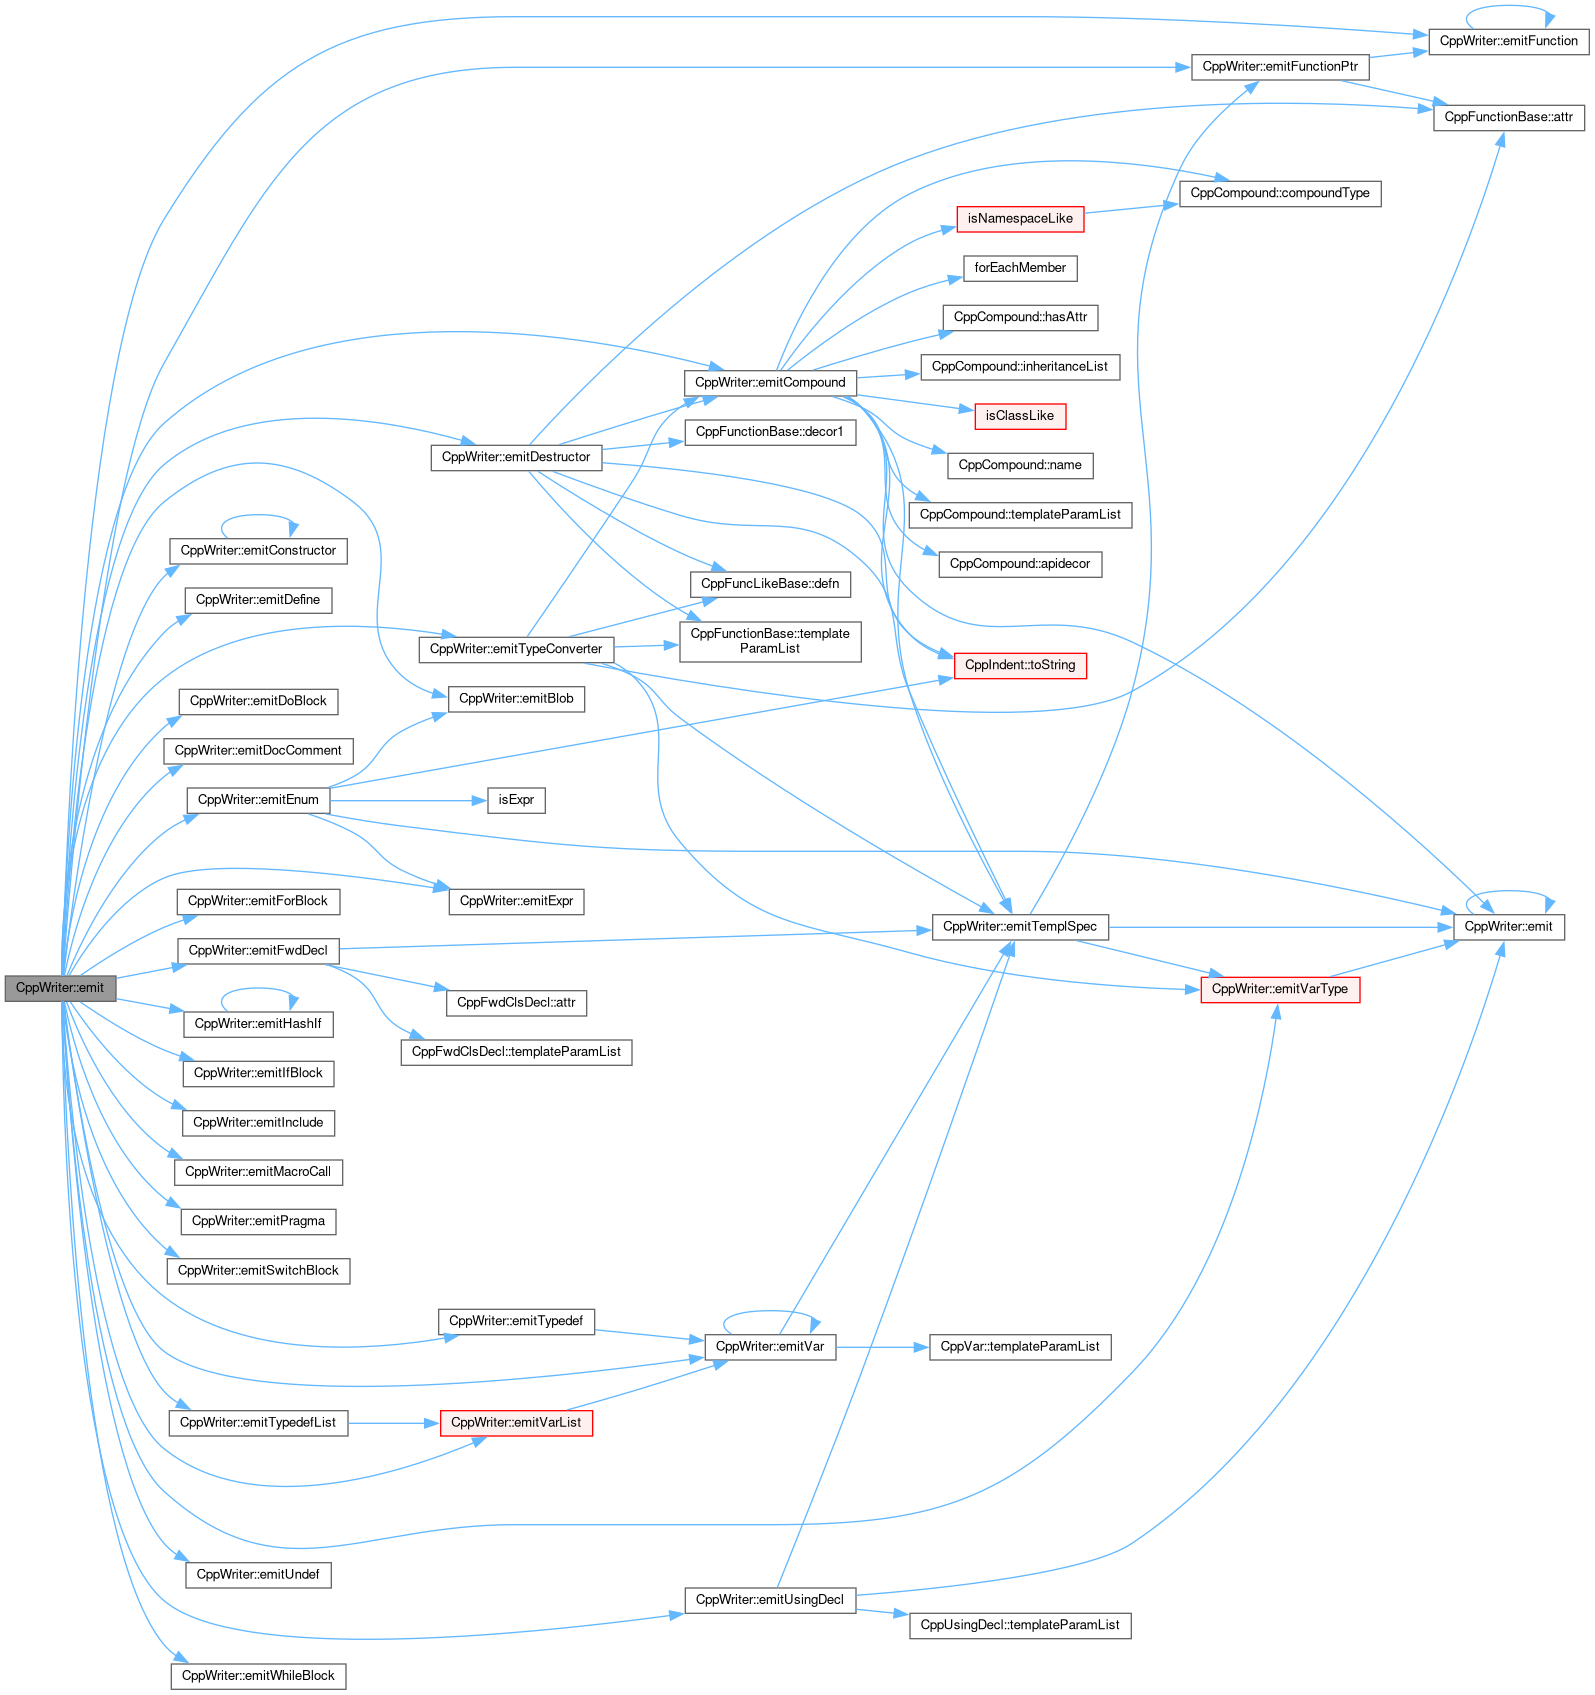 CppWriter::emitFunction
CppWriter::emitFunctionPtr
CppFunctionBase::attr
CppCompound::compoundType
isNamespaceLike
forEachMember
CppCompound::hasAttr
CppCompound::inheritanceList
CppWriter::emitCompound
isClassLike
CppFunctionBase::decor1
CppWriter::emitDestructor
CppCompound::name
CppCompound::templateParamList
CppWriter::emitConstructor
CppCompound::apidecor
CppFuncLikeBase::defn
CppWriter::emitDefine
CppFunctionBase::template
ParamList
CppWriter::emitTypeConverter
CppIndent::toString
CppWriter::emitDoBlock
CppWriter::emitBlob
CppWriter::emitDocComment
CppWriter::emitEnum
isExpr
CppWriter::emitForBlock
CppWriter::emitExpr
CppWriter::emitTemplSpec
CppWriter::emit
CppWriter::emitFwdDecl
CppWriter::emit
CppWriter::emitVarType
CppFwdClsDecl::attr
CppWriter::emitHashIf
CppFwdClsDecl::templateParamList
CppWriter::emitIfBlock
CppWriter::emitInclude
CppWriter::emitMacroCall
CppWriter::emitPragma
CppWriter::emitSwitchBlock
CppWriter::emitTypedef
CppWriter::emitVar
CppVar::templateParamList
CppWriter::emitTypedefList
CppWriter::emitVarList
CppWriter::emitUndef
CppWriter::emitUsingDecl
CppUsingDecl::templateParamList
CppWriter::emitWhileBlock